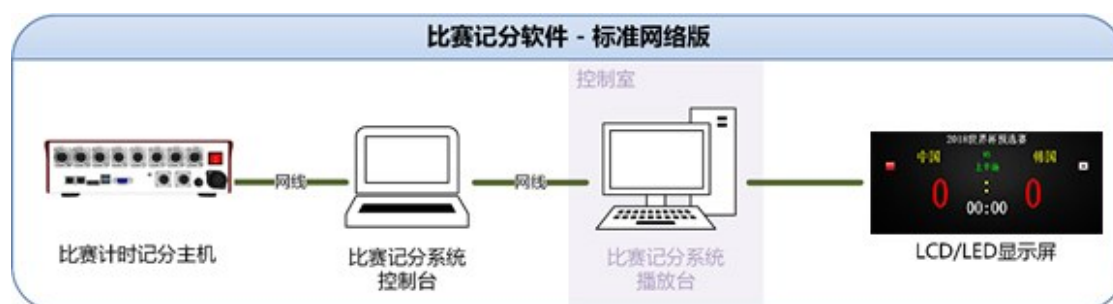 比赛记分软件 - 标准网络版
控制室
2018世界杯预选赛
中国
VS
韩国
上半场
0
:
0
00:00
网线
网线
比赛计时记分主机
比赛记分系统
控制台
比赛记分系统
播放台
LCD/LED显示屏